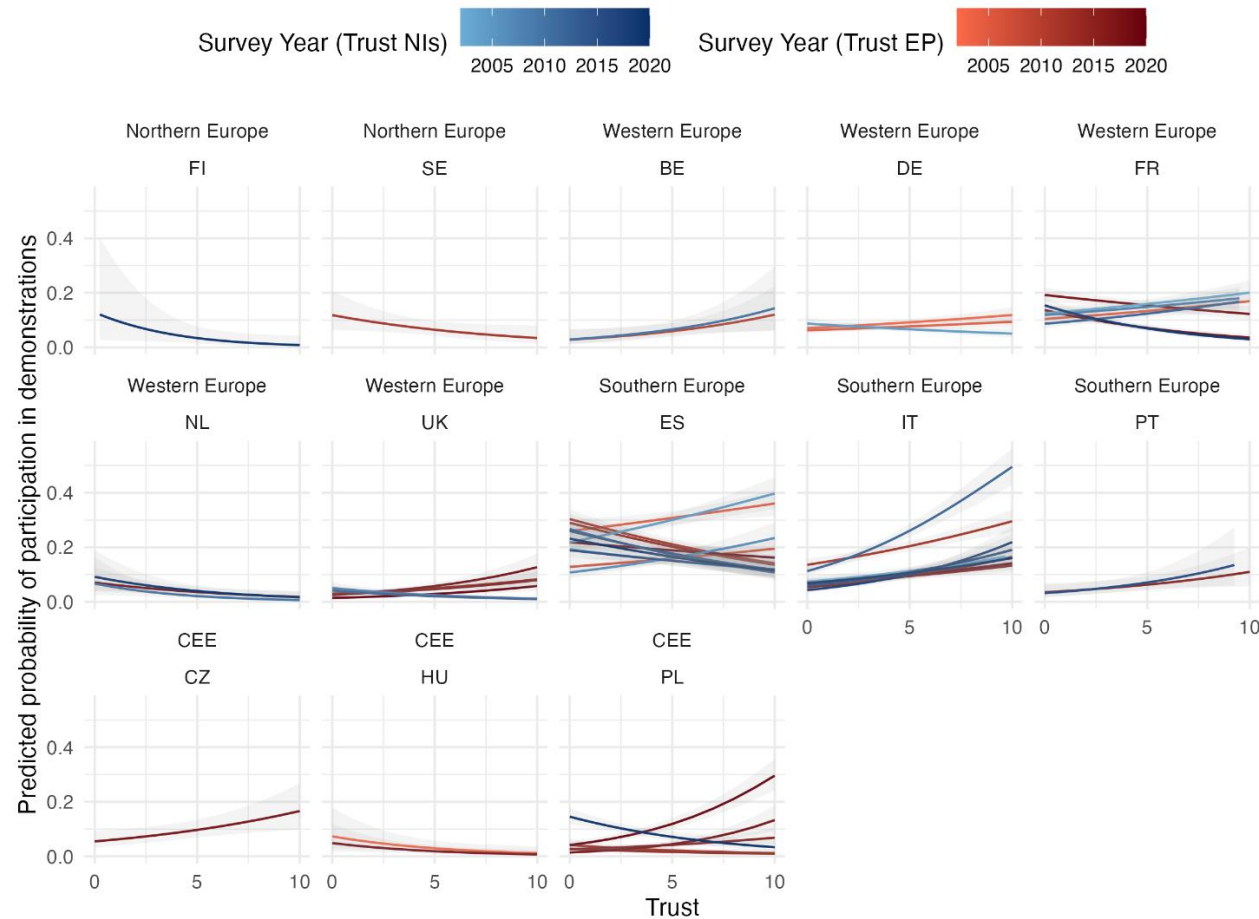 Survey Year (Trust NIs)
2005 2010 2015 2020
Survey Year (Trust EP)
2005 2010 2015 2020
Predicted probability of participation in demonstrations
Northern Europe Northern Europe Western Europe Western Europe Western Europe
FI SE BE DE FR
0.4
0.2
0.0
Western Europe Western Europe Southern Europe Southern Europe Southern Europe
NL UK ES IT PT
0.4
0.2
0.0
0 5 10 0 5 10
CEE CEE CEE
CZ HU PL
0.4
0.2
0.0
0 5 10 0 5 10 0 5 10
Trust